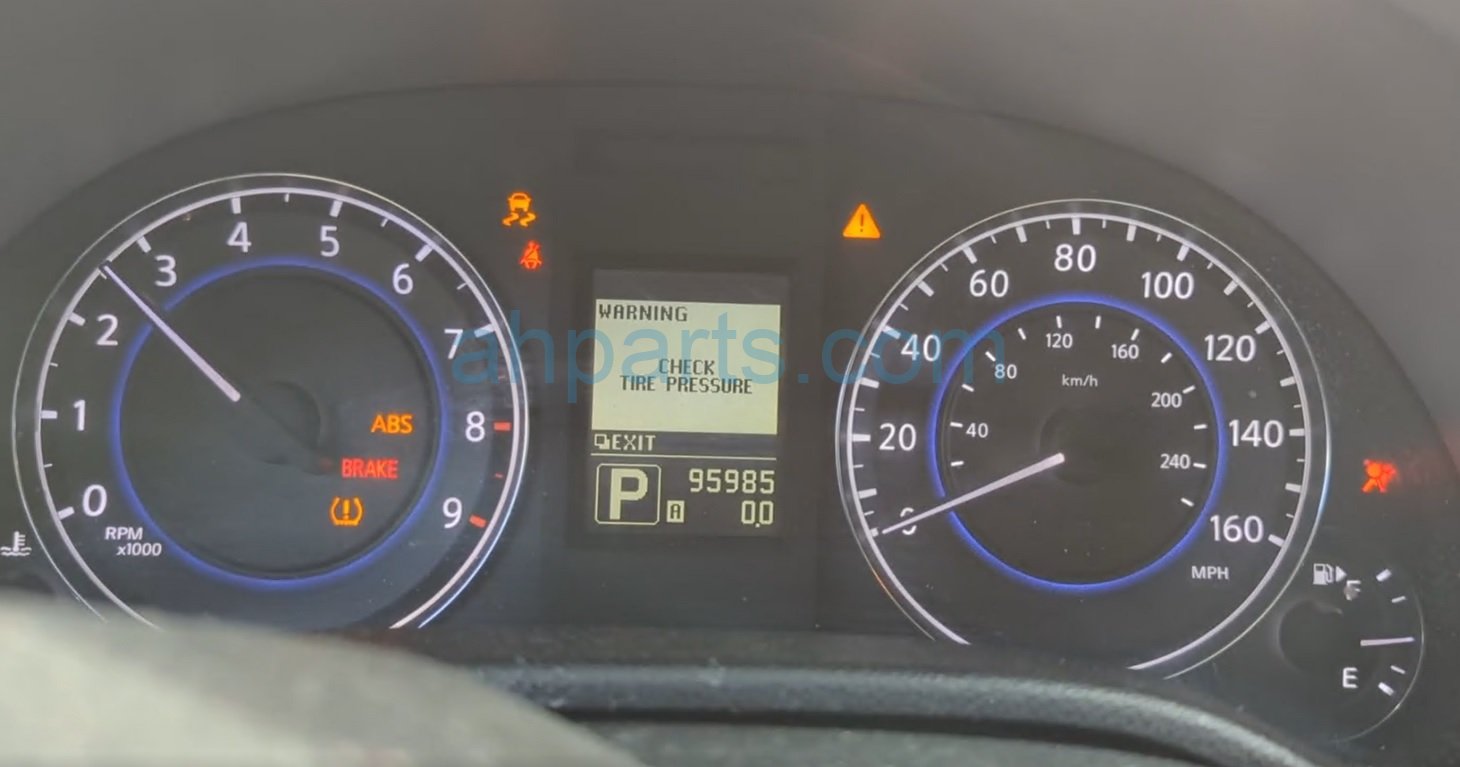 0
1
2
3
4
5
6
7
8
9
RPM
x1000
ABS
BRAKE
WARNING
CHECK
TIRE PRESSURE
EXIT
P
A
95985
0.0
ahparts.com
0
20
40
60
80
100
120
140
160
MPH
40
80
120
160
200
240
km/h
F
E